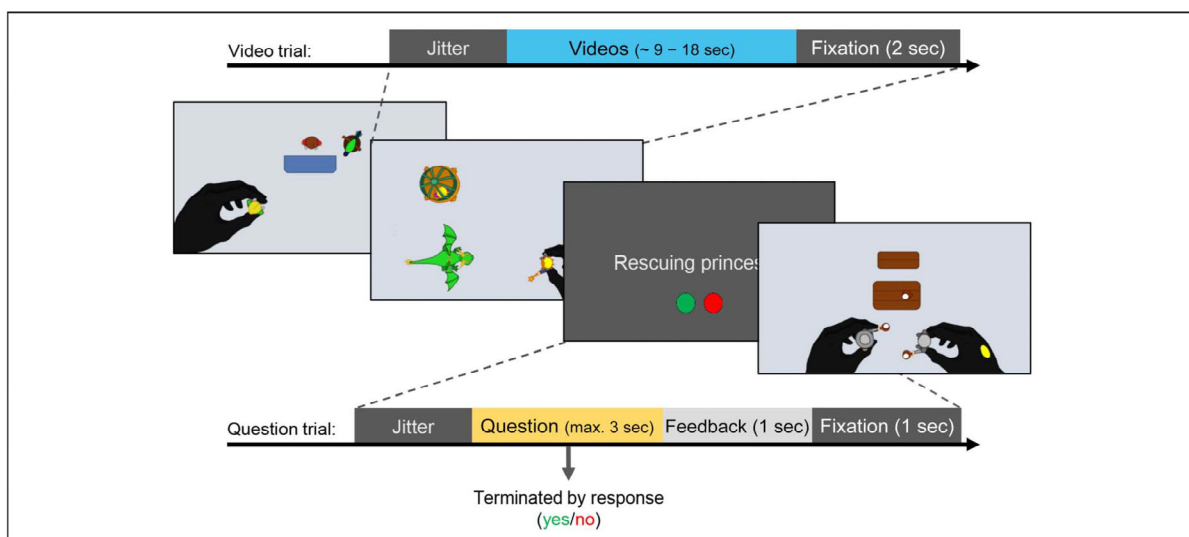 Video trial:
Jitter
Videos (~ 9 – 18 sec)
Fixation (2 sec)
Rescuing
Question trial:
Jitter
Question (max. 3 sec)
Feedback (1 sec)
Fixation (1 sec)
Terminated by response
(yes/no)